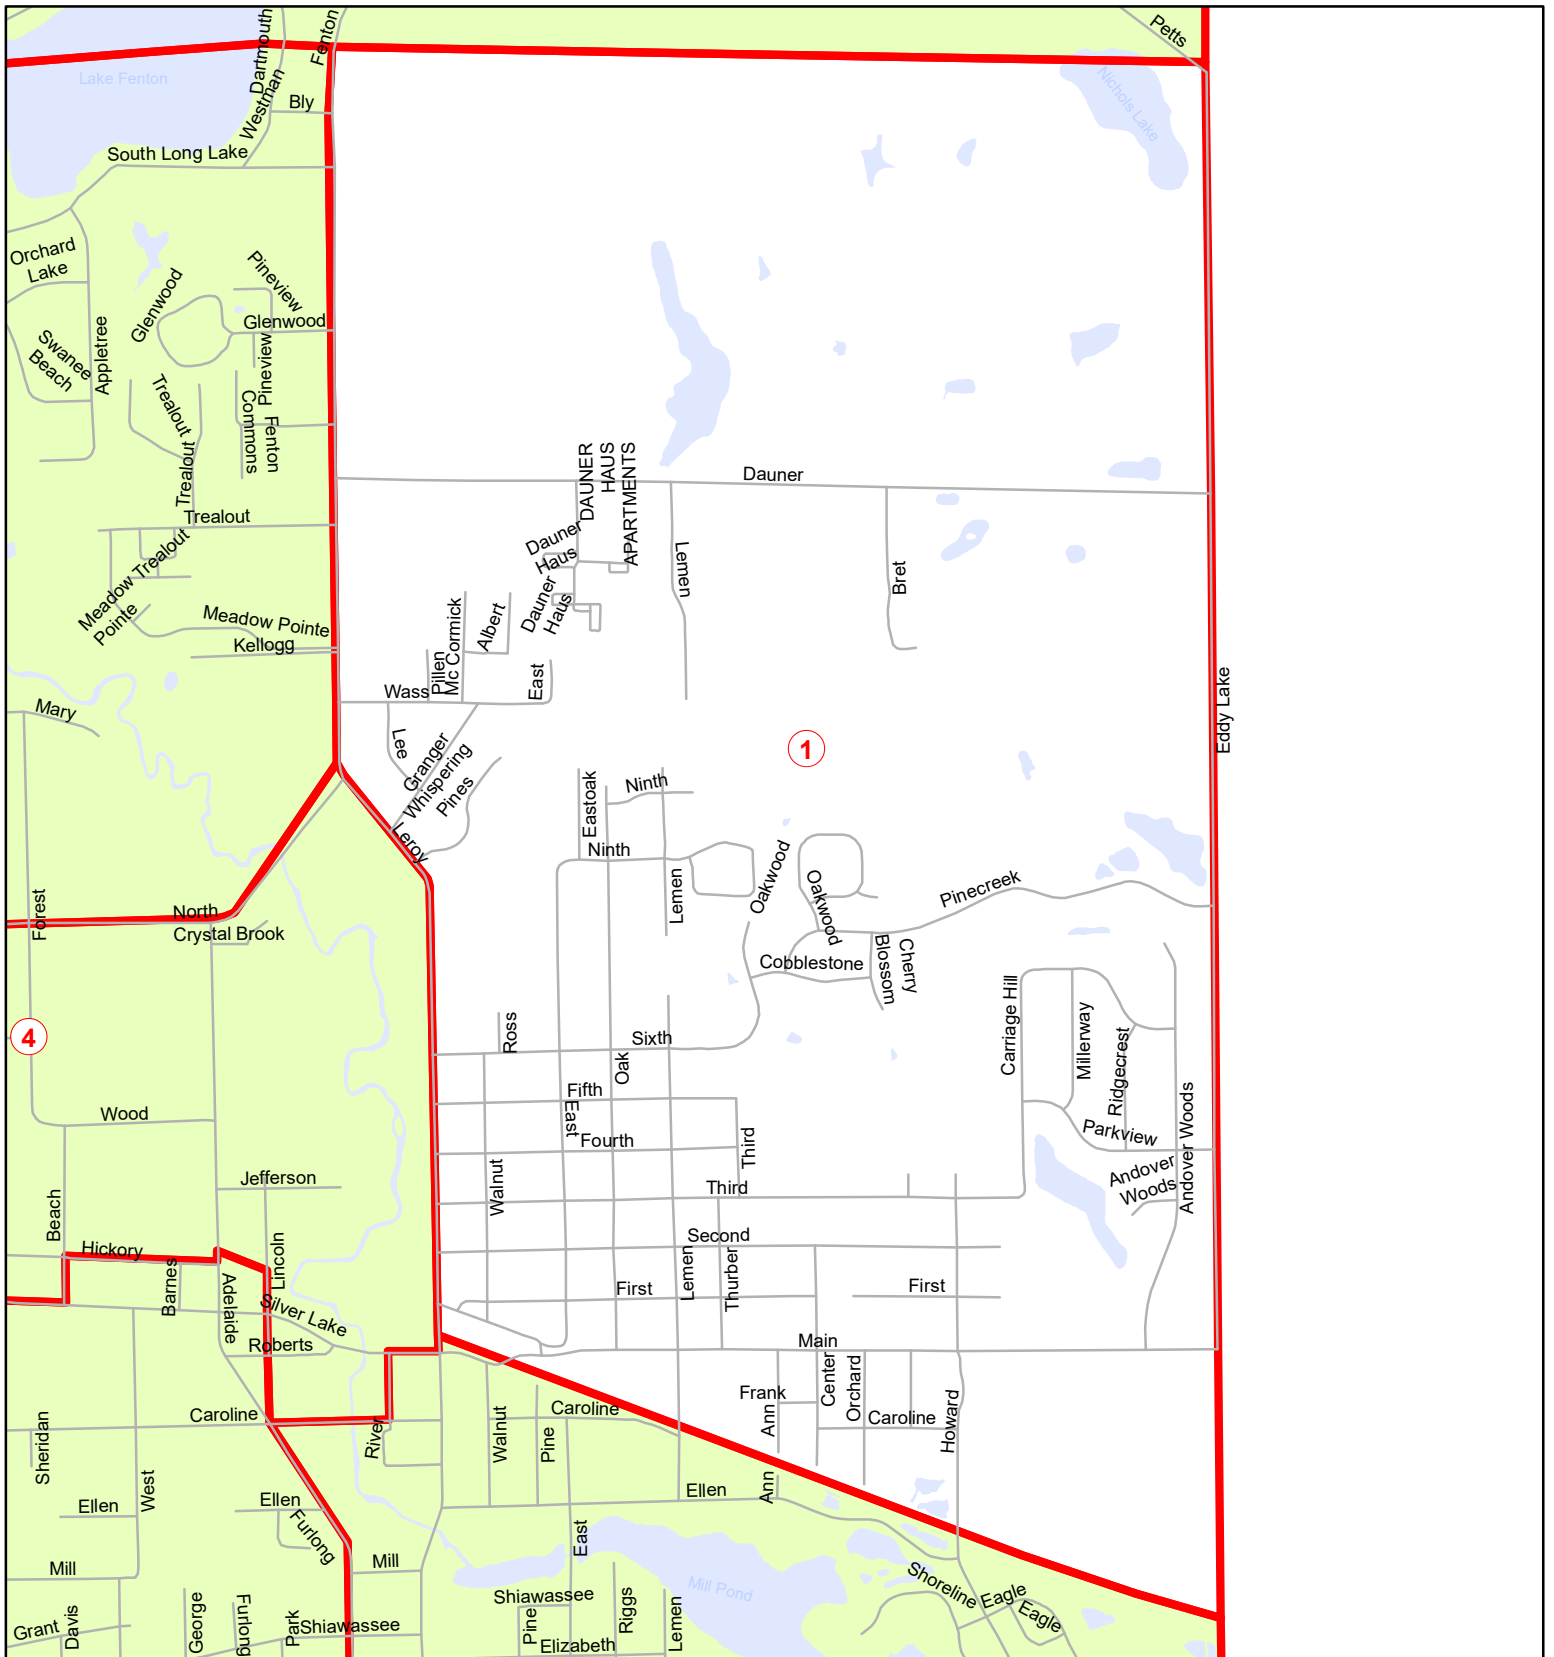 Petts
Dartmouth
Fenton
Lake Fenton
Westman
Bly
Nichols Lake
South Long Lake
Orchard
Lake
Glenwood
Pineview
Glenwood
Swanee
Beach
Appletree
Pineview
Trealout
Commons
Fenton
Trealout
Trealout
DAUNER
HAUS
APARTMENTS
Dauner
Dauner
Haus
Lemen
Bret
Meadow Trealout
Pointe
Meadow Pointe
Kellogg
Dauner
Haus
Albert
Mc Cormick
Pillen
East
Wass
Mary
Lee
Granger
Whispering
Pines
1
Eddy Lake
Leroy
Eastoak
Ninth
Ninth
Lemen
Oakwood
Oakwood
Pinecreek
Forest
North
Crystal Brook
Cobblestone
Cherry
Blossom
4
Ross
Sixth
Oak
Carriage Hill
Millerway
Ridgecrest
Wood
Fifth
East
Fourth
Third
Parkview
Andover Woods
Andover
Woods
Jefferson
Walnut
Third
Beach
Hickory
Second
Lincoln
Barnes
Adelaide
Silver Lake
First
Lemen
Thurber
First
Roberts
Main
Center
Orchard
Frank
Ann
Caroline
Howard
Caroline
Caroline
Sheridan
River
Walnut
Pine
West
Ellen
Ellen
Furlong
Ellen
Ann
East
Mill
Mill
Mill Pond
Shoreline
Eagle
Eagle
Shiawassee
Grant
Davis
George
Furlong
Park
Shiawassee
Pine
Riggs
Lemen
Elizabeth